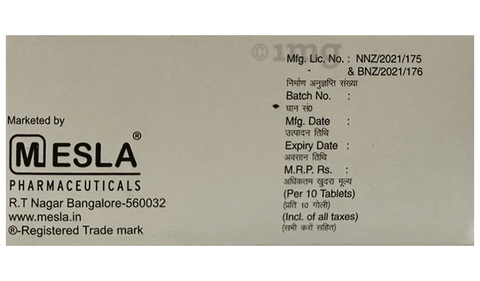 ©1mg
Mfg. Lic. No.: NNZ/2021/175
& BNZ/2021/176
निर्माण अनुज्ञप्ति संख्या
Batch No. :
घान सं0
Mfg. Date :
उत्पादन तिथि
Expiry Date :
अवसान तिथि
M.R.P. Rs. :
अधिकतम खुदरा मूल्य
(Per 10 Tablets)
(प्रति 10 गोली)
(Incl. of all taxes)
(सभी करों सहित)
Marketed by
MESLA®
PHARMACEUTICALS
R.T Nagar Bangalore-560032
www.mesla.in
®-Registered Trade mark